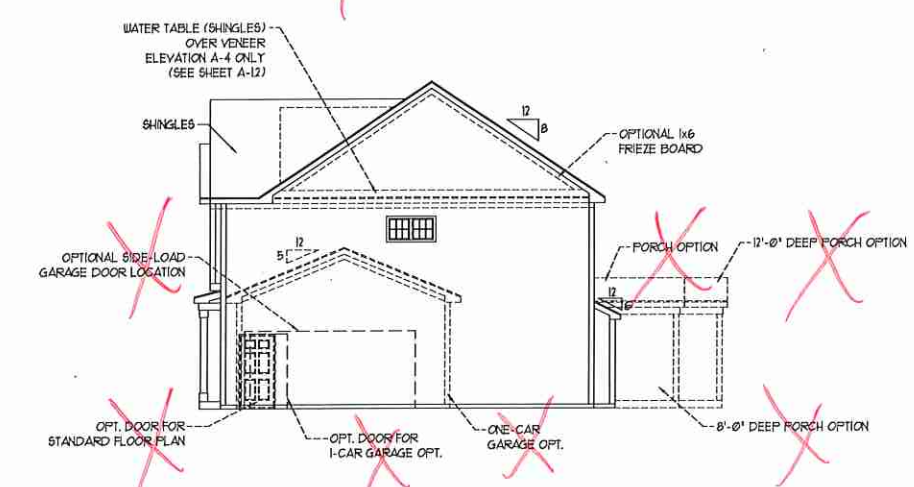 WATER TABLE (SHINGLES)
OVER VENEER
ELEVATION A-4 ONLY
(SEE SHEET A-12)
SHINGLES
12
8
OPTIONAL 1x6
FRIEZE BOARD
12
5
OPTIONAL SIDE-LOAD
GARAGE DOOR LOCATION
PORCH OPTION
12'-0" DEEP PORCH OPTION
12
6
OPT. DOOR FOR
STANDARD FLOOR PLAN
OPT. DOOR FOR
1-CAR GARAGE OPT.
ONE-CAR
GARAGE OPT.
8'-0" DEEP PORCH OPTION